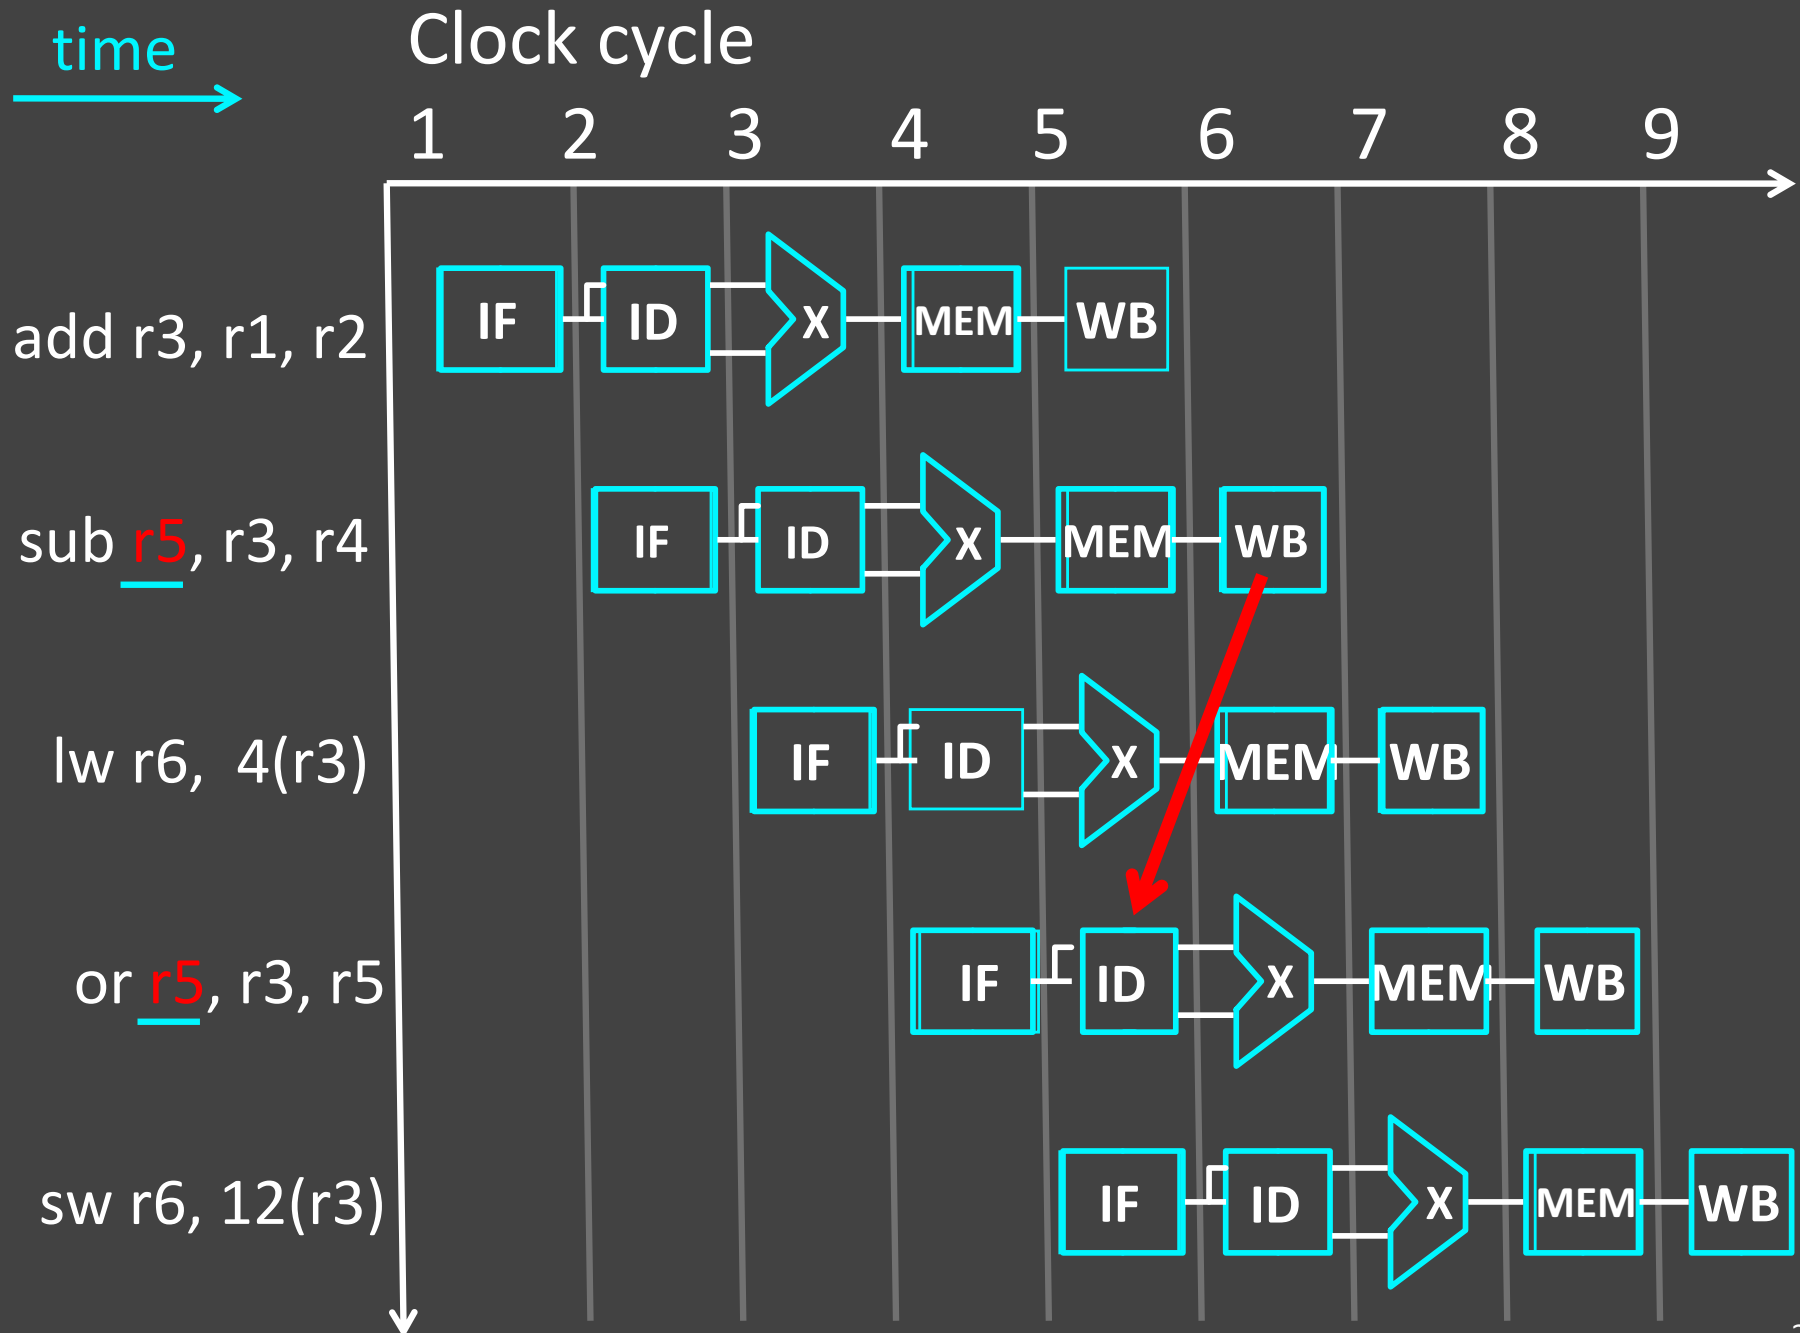 time
Clock cycle
1 2 3 4 5 6 7 8 9
add r3, r1, r2 IF ID X MEM WB
sub r5, r3, r4 IF ID X MEM WB
lw r6, 4(r3) IF ID X MEM WB
or r5, r3, r5 IF ID X MEM WB
sw r6, 12(r3) IF ID X MEM WB